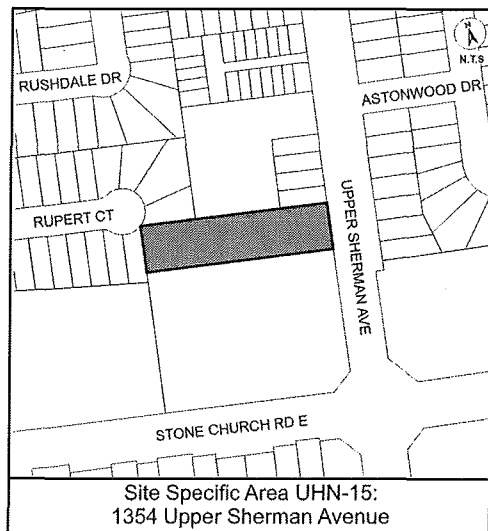 N
N.T.S
RUSHDALE DR
ASTONWOOD DR
RUPERT CT
UPPER SHERMAN AVE
STONE CHURCH RD E
Site Specific Area UHN-15:
1354 Upper Sherman Avenue